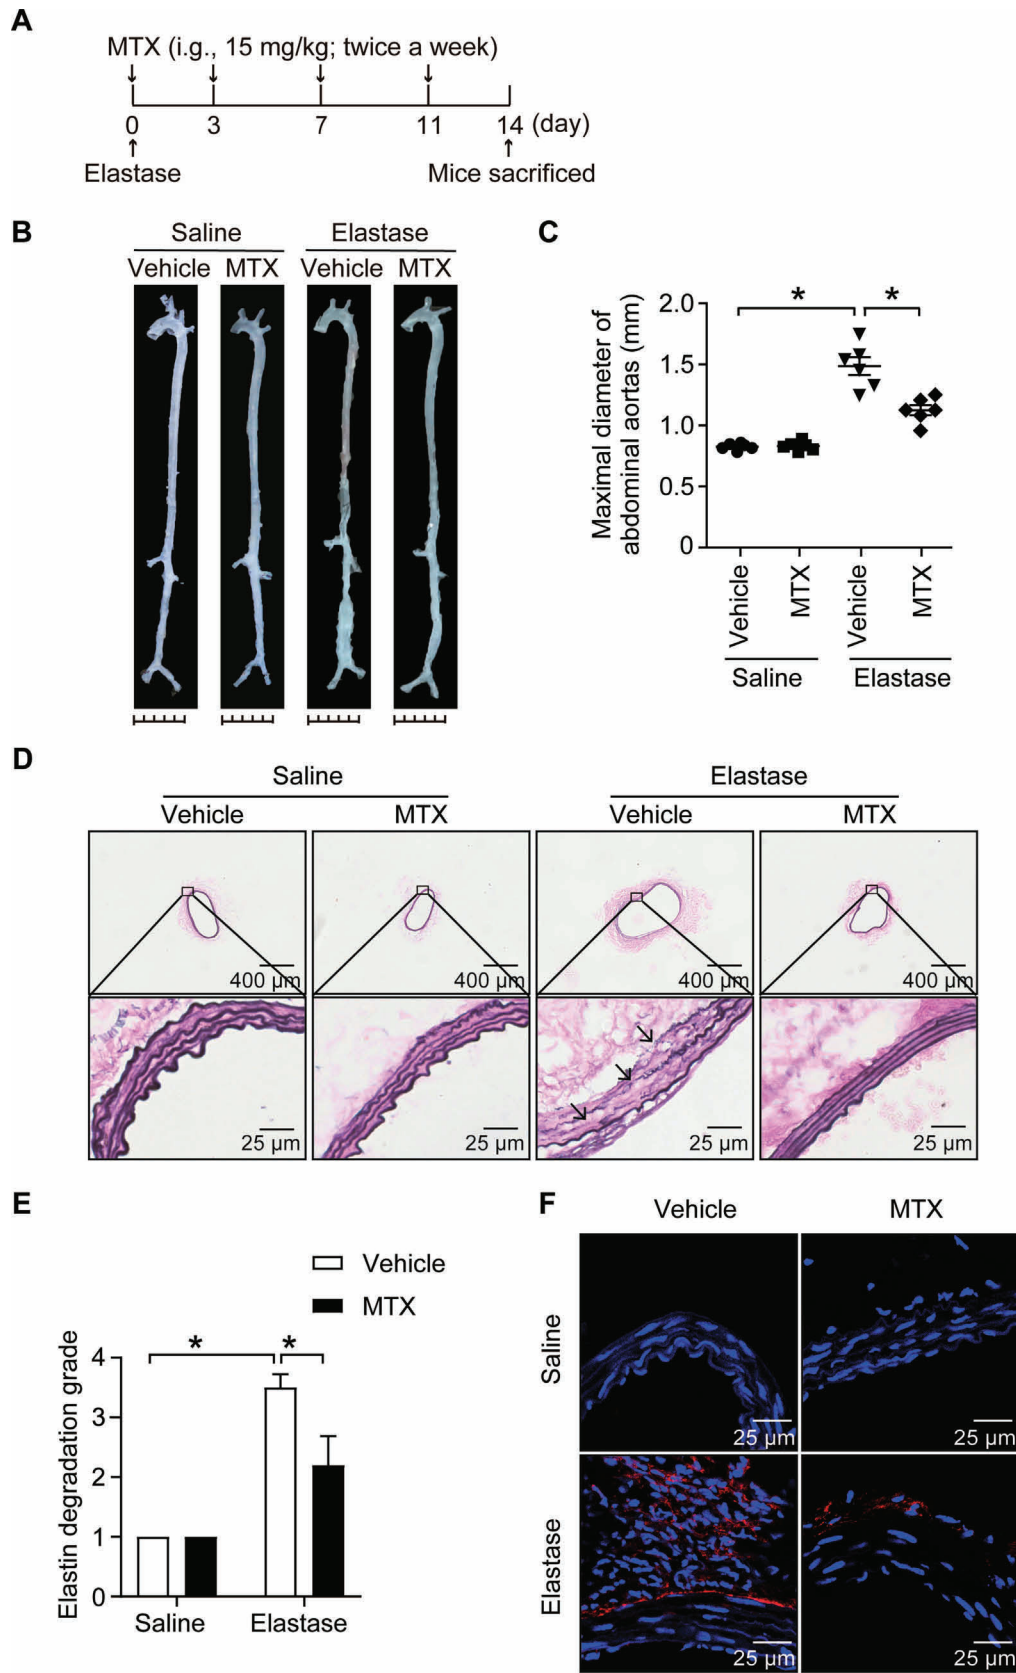 A
MTX (i.g., 15 mg/kg; twice a week)
0 3 7 11 14 (day)
Elastase Mice sacrificed
B
Saline Elastase
Vehicle MTX Vehicle MTX
C
Maximal diameter of
abdominal aortas (mm)
2.0
1.5
1.0
0.5
0
* *
Vehicle MTX Vehicle MTX
Saline Elastase
D
Saline Elastase
Vehicle MTX Vehicle MTX
400 µm 400 µm 400 µm 400 µm
25 µm 25 µm 25 µm 25 µm
E
Vehicle
MTX
Elastin degradation grade
4
3
2
1
0
* *
Saline Elastase
F
Vehicle MTX
Saline
25 µm 25 µm
Elastase
25 µm 25 µm